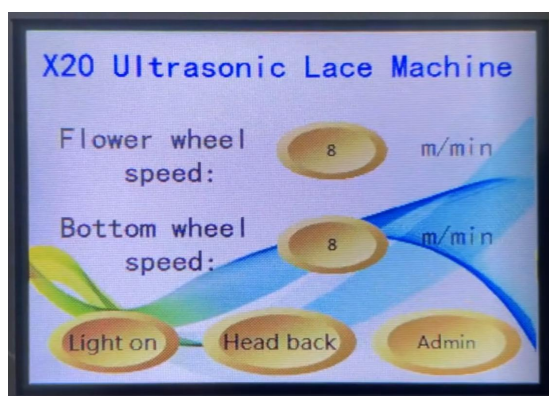 X20 Ultrasonic Lace Machine
Flower wheel speed: 8 m/min
Bottom wheel speed: 8 m/min
Light on Head back Admin